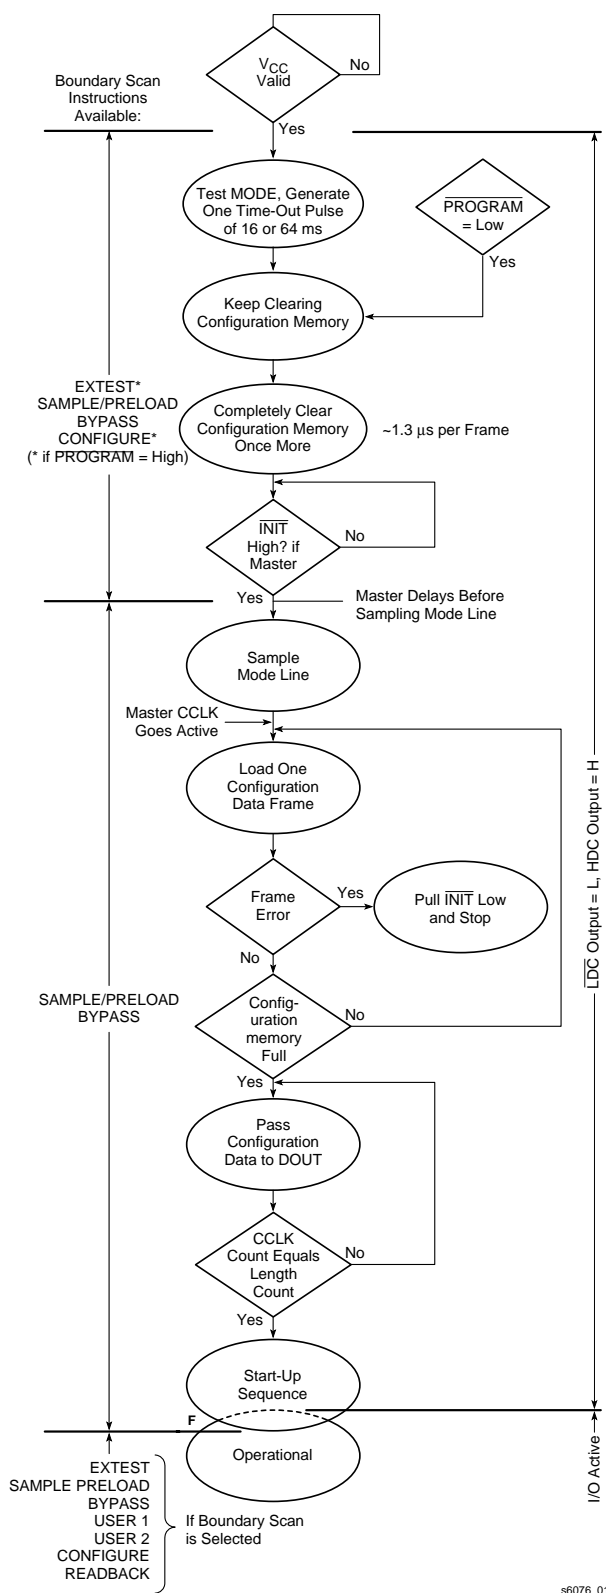 Boundary Scan
Instructions
Available:
VCC
Valid
No
Yes
Test MODE, Generate
One Time-Out Pulse
of 16 or 64 ms
PROGRAM
= Low
Yes
Keep Clearing
Configuration Memory
EXTEST*
SAMPLE/PRELOAD
BYPASS
CONFIGURE*
(* if PROGRAM = High)
Completely Clear
Configuration Memory
Once More
~1.3 µs per Frame
INIT
High? if
Master
No
Yes
Master Delays Before
Sampling Mode Line
Sample
Mode Line
Master CCLK
Goes Active
Load One
Configuration
Data Frame
Frame
Error
Yes
No
Pull INIT Low
and Stop
LDC Output = L, HDC Output = H
SAMPLE/PRELOAD
BYPASS
Config-
uration
memory
Full
No
Yes
Pass
Configuration
Data to DOUT
CCLK
Count Equals
Length
Count
No
Yes
Start-Up
Sequence
F
Operational
I/O Active
EXTEST
SAMPLE PRELOAD
BYPASS
USER 1
USER 2
CONFIGURE
READBACK
If Boundary Scan
is Selected